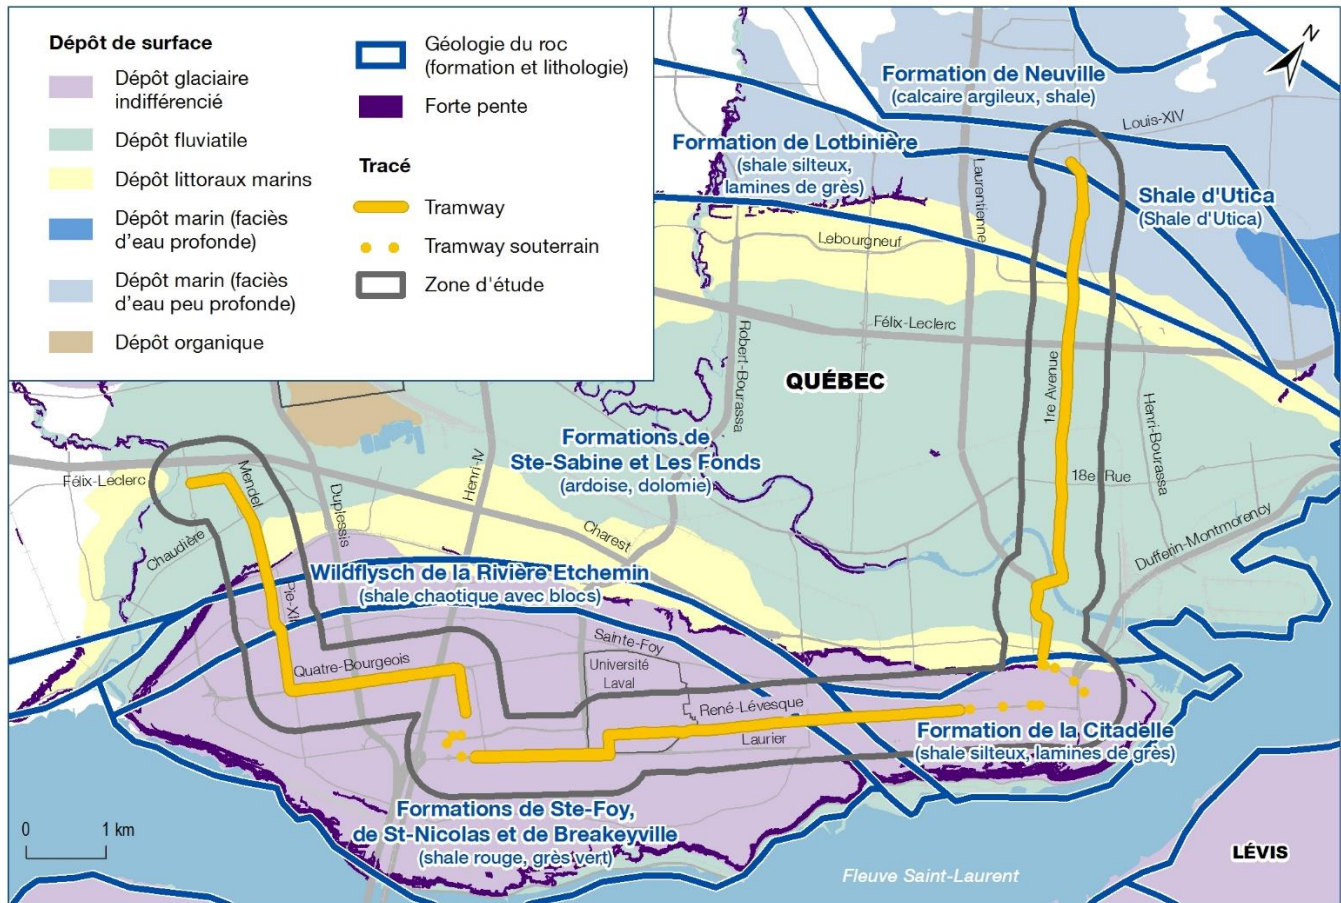 Dépôt de surface
Dépôt glaciaire
indifférencié
Dépôt fluviatile
Dépôt littoraux marins
Dépôt marin (faciès
d'eau profonde)
Dépôt marin (faciès
d'eau peu profonde)
Dépôt organique
Géologie du roc
(formation et lithologie)
Forte pente
Tracé
Tramway
Tramway souterrain
Zone d'étude
N
Formation de Neuville
(calcaire argileux, shale)
Louis-XIV
Formation de Lotbinière
(shale silteux,
lamines de grès)
Laurentienne
Shale d'Utica
(Shale d'Utica)
Lebourgneuf
Félix-Leclerc
Robert-Bourassa
QUÉBEC
1re Avenue
Henri-Bourassa
Formations de
Ste-Sabine et Les Fonds
(ardoise, dolomie)
18e Rue
Félix-Leclerc
Mendel
Duplessis
Henri-IV
Chaudière
Charest
Dufferin-Montmorency
Wildflysch de la Rivière Etchemin
(shale chaotique avec blocs)
Pie-XII
Quatre-Bourgeois
Sainte-Foy
Université
Laval
René-Lévesque
Laurier
Formation de la Citadelle
(shale silteux, lamines de grès)
Formations de Ste-Foy,
de St-Nicolas et de Breakeyville
(shale rouge, grès vert)
0 1 km
Fleuve Saint-Laurent
LÉVIS